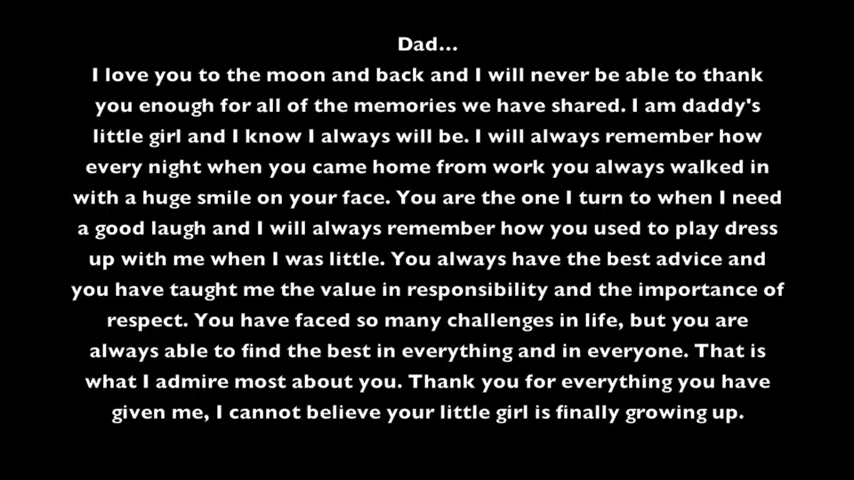 Dad...
I love you to the moon and back and I will never be able to thank
you enough for all of the memories we have shared. I am daddy's
little girl and I know I always will be. I will always remember how
every night when you came home from work you always walked in
with a huge smile on your face. You are the one I turn to when I need
a good laugh and I will always remember how you used to play dress
up with me when I was little. You always have the best advice and
you have taught me the value in responsibility and the importance of
respect. You have faced so many challenges in life, but you are
always able to find the best in everything and in everyone. That is
what I admire most about you. Thank you for everything you have
given me, I cannot believe your little girl is finally growing up.